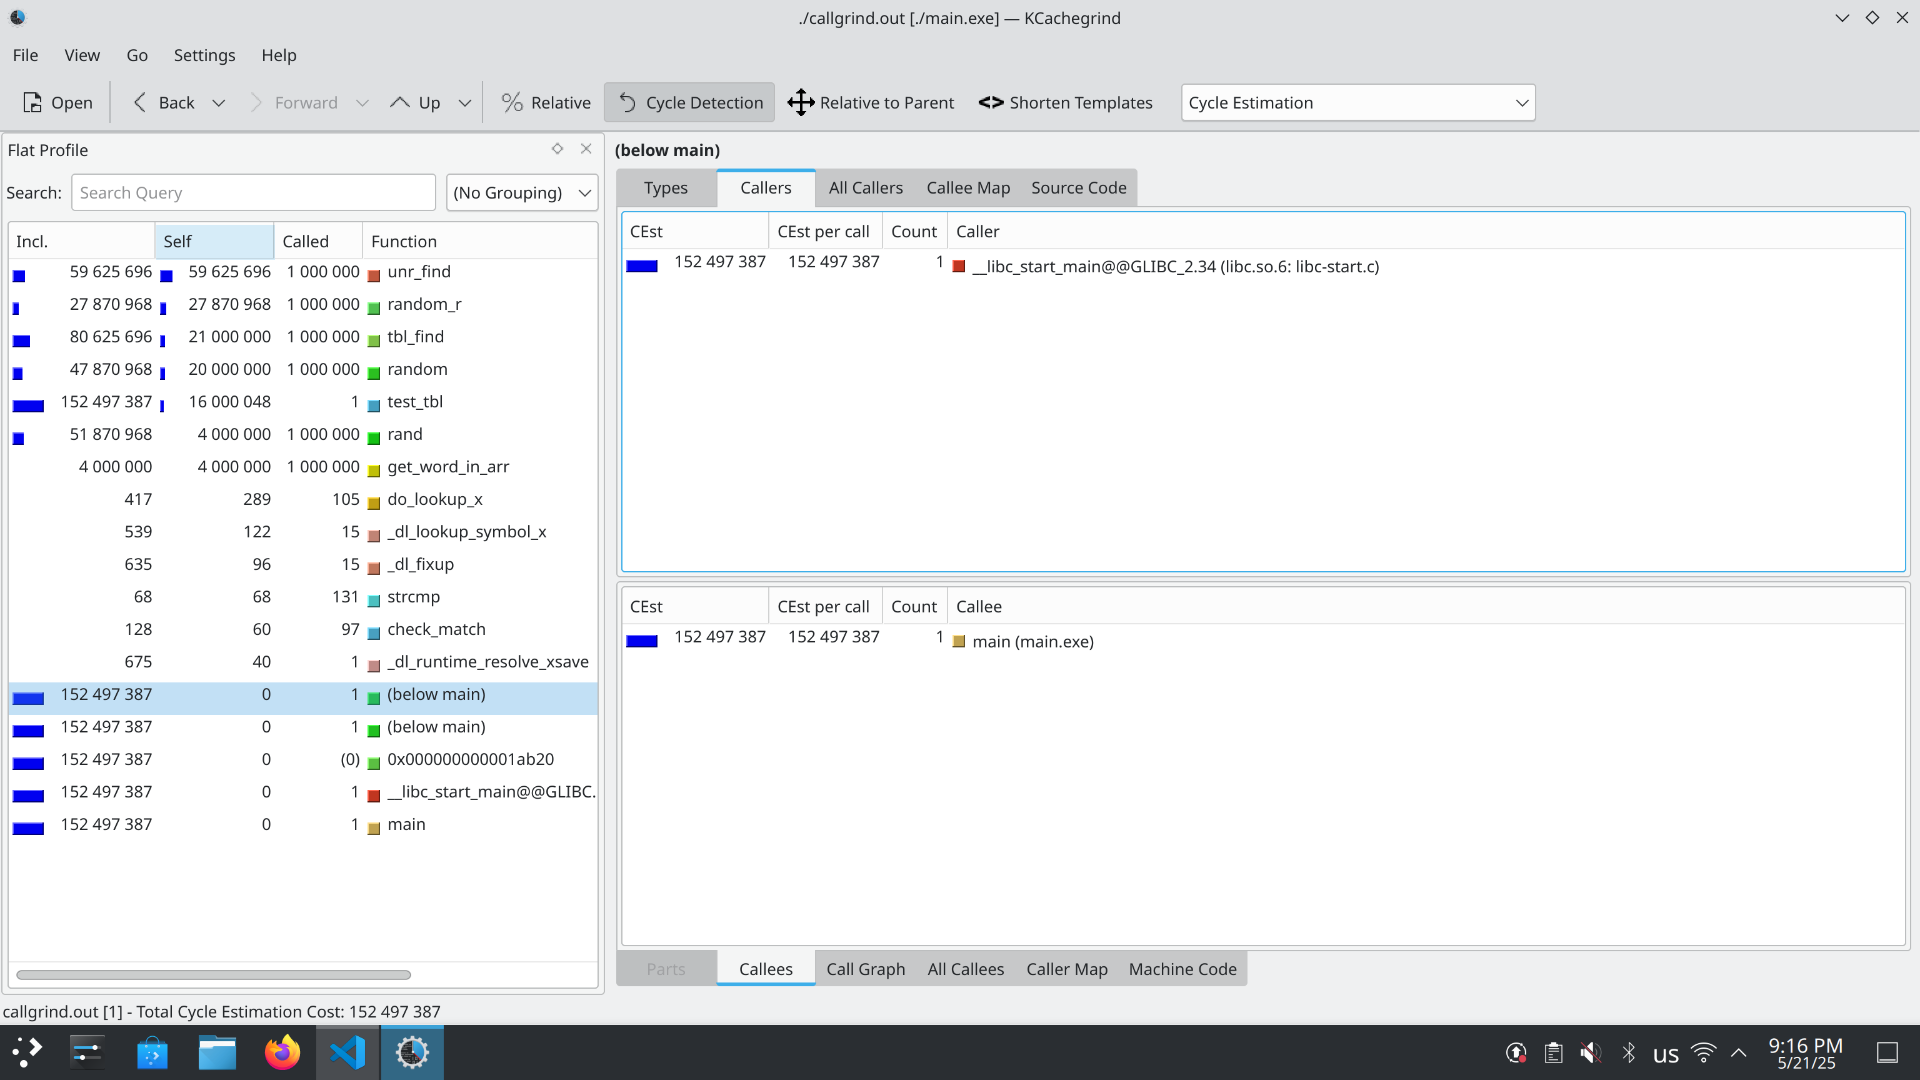 ./callgrind.out [./main.exe] — KCachegrind
File View Go Settings Help
Open Back Forward Up Relative Cycle Detection Relative to Parent Shorten Templates Cycle Estimation
Flat Profile
Search: Search Query (No Grouping)
Incl. Self Called Function
59 625 696 59 625 696 1 000 000 unr_find
27 870 968 27 870 968 1 000 000 random_r
80 625 696 21 000 000 1 000 000 tbl_find
47 870 968 20 000 000 1 000 000 random
152 497 387 16 000 048 1 test_tbl
51 870 968 4 000 000 1 000 000 rand
4 000 000 4 000 000 1 000 000 get_word_in_arr
417 289 105 do_lookup_x
539 122 15 _dl_lookup_symbol_x
635 96 15 _dl_fixup
68 68 131 strcmp
128 60 97 check_match
675 40 1 _dl_runtime_resolve_xsave
152 497 387 0 1 (below main)
152 497 387 0 1 (below main)
152 497 387 0 (0) 0x000000000001ab20
152 497 387 0 1 __libc_start_main@@GLIBC.
152 497 387 0 1 main
(below main)
Types Callers All Callers Callee Map Source Code
CEst CEst per call Count Caller
152 497 387 152 497 387 1 __libc_start_main@@GLIBC_2.34 (libc.so.6: libc-start.c)
CEst CEst per call Count Callee
152 497 387 152 497 387 1 main (main.exe)
Parts Callees Call Graph All Callees Caller Map Machine Code
callgrind.out [1] - Total Cycle Estimation Cost: 152 497 387
us 9:16 PM
5/21/25